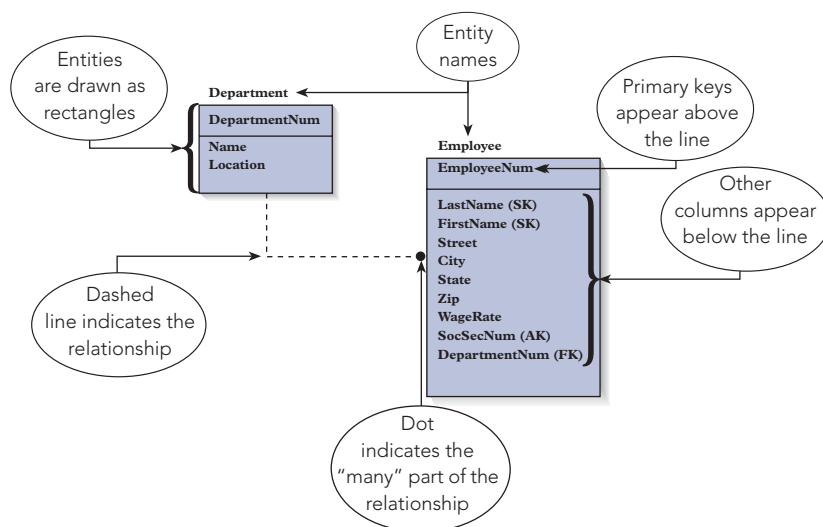 Entity
names
Entities
are drawn as
rectangles
Department
DepartmentNum
Name
Location
Primary keys
appear above
the line
Employee
EmployeeNum
LastName (SK)
FirstName (SK)
Street
City
State
Zip
WageRate
SocSecNum (AK)
DepartmentNum (FK)
Other
columns appear
below the line
Dashed
line indicates the
relationship
Dot
indicates the
“many” part of the
relationship